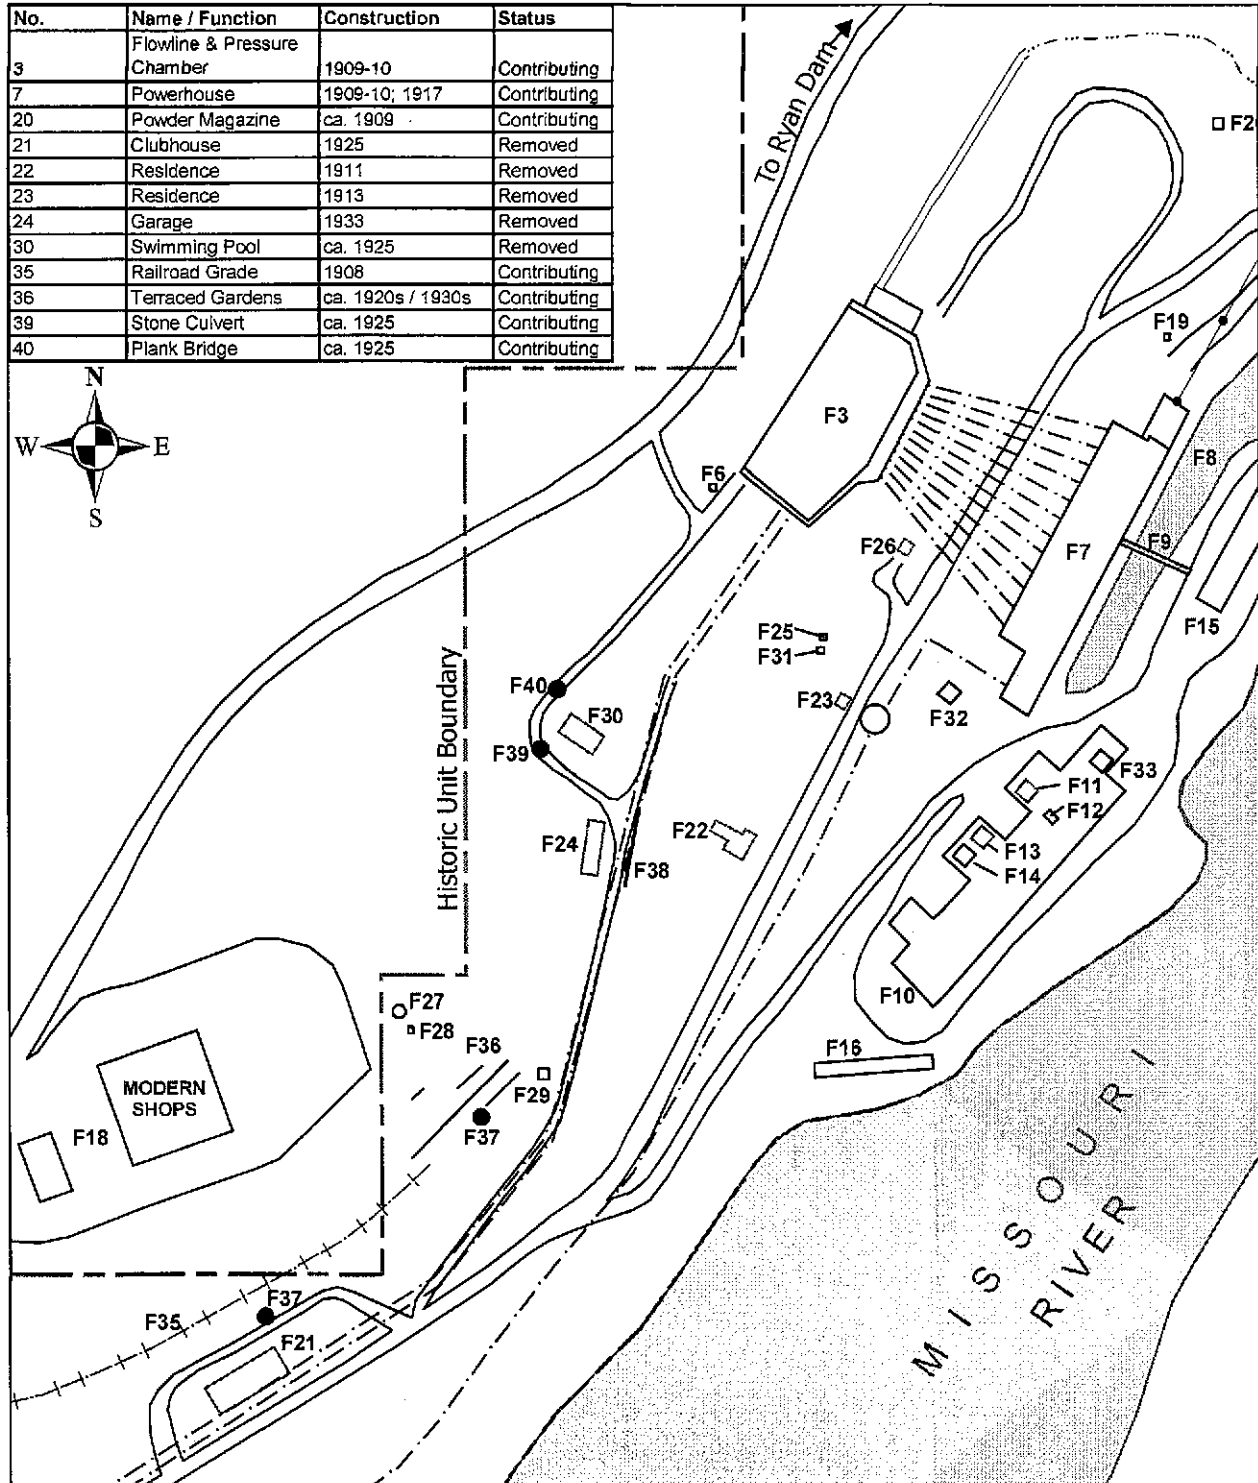 No. Name / Function Construction Status
Flowline & Pressure
3 Chamber 1909-10 Contributing
7 Powerhouse 1909-10; 1917 Contributing
20 Powder Magazine ca. 1909 Contributing
21 Clubhouse 1925 Removed
22 Residence 1911 Removed
23 Residence 1913 Removed
24 Garage 1933 Removed
30 Swimming Pool ca. 1925 Removed
35 Railroad Grade 1908 Contributing
36 Terraced Gardens ca. 1920s / 1930s Contributing
39 Stone Culvert ca. 1925 Contributing
40 Plank Bridge ca. 1925 Contributing
To Ryan Dam
F2
F19
N
W E
S
F3
F8
F6
F26
F7
F9
F15
F25
F31
F40
F30
F23
F32
F39
Historic Unit Boundary
F33
F11
F12
F24
F22
F13
F38
F14
F10
F27
F28
F36
F16
F29
MODERN
SHOPS
F37
F18
MISSOURI
RIVER
F35
F37
F21